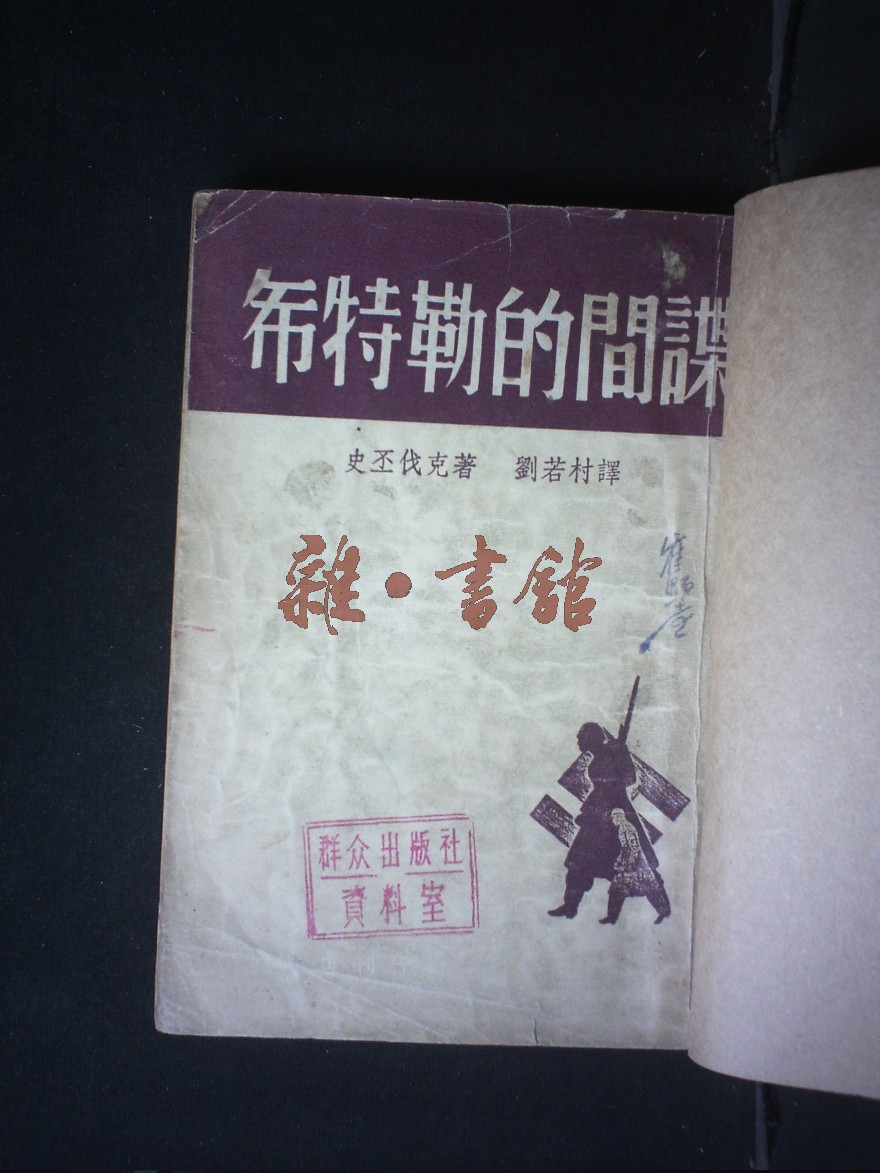 希特勒的間諜
史丕伐克著 劉若村譯
雜·書館
群众出版社
資料室